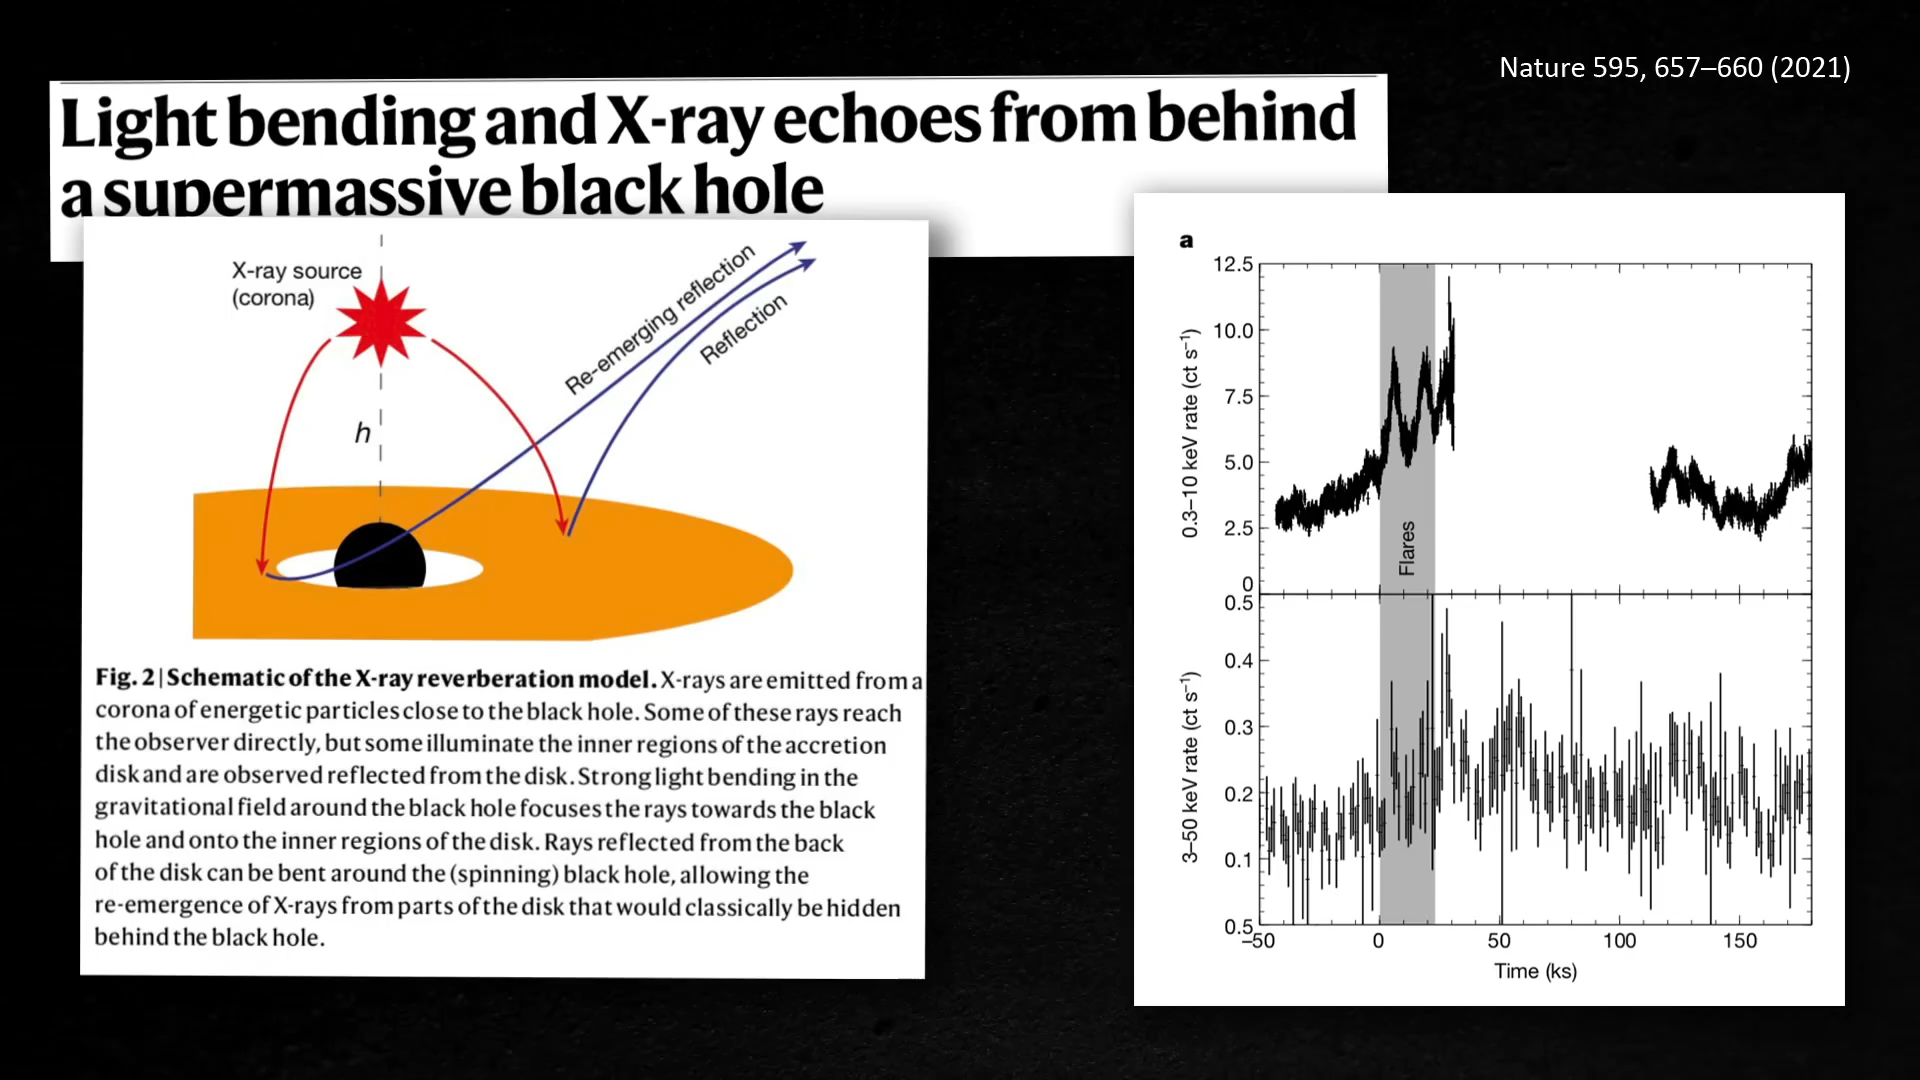 Nature 595, 657–660 (2021)
Light bending and X-ray echoes from behind
a supermassive black hole
X-ray source
(corona)
h
Re-emerging reflection
Reflection
Fig. 2 | Schematic of the X-ray reverberation model. X-rays are emitted from a
corona of energetic particles close to the black hole. Some of these rays reach
the observer directly, but some illuminate the inner regions of the accretion
disk and are observed reflected from the disk. Strong light bending in the
gravitational field around the black hole focuses the rays towards the black
hole and onto the inner regions of the disk. Rays reflected from the back
of the disk can be bent around the (spinning) black hole, allowing the
re-emergence of X-rays from parts of the disk that would classically be hidden
behind the black hole.
a
0.3–10 keV rate (ct s⁻¹)
12.5
10.0
7.5
5.0
2.5
0
Flares
3–50 keV rate (ct s⁻¹)
0.5
0.4
0.3
0.2
0.1
0.5
−50 0 50 100 150
Time (ks)